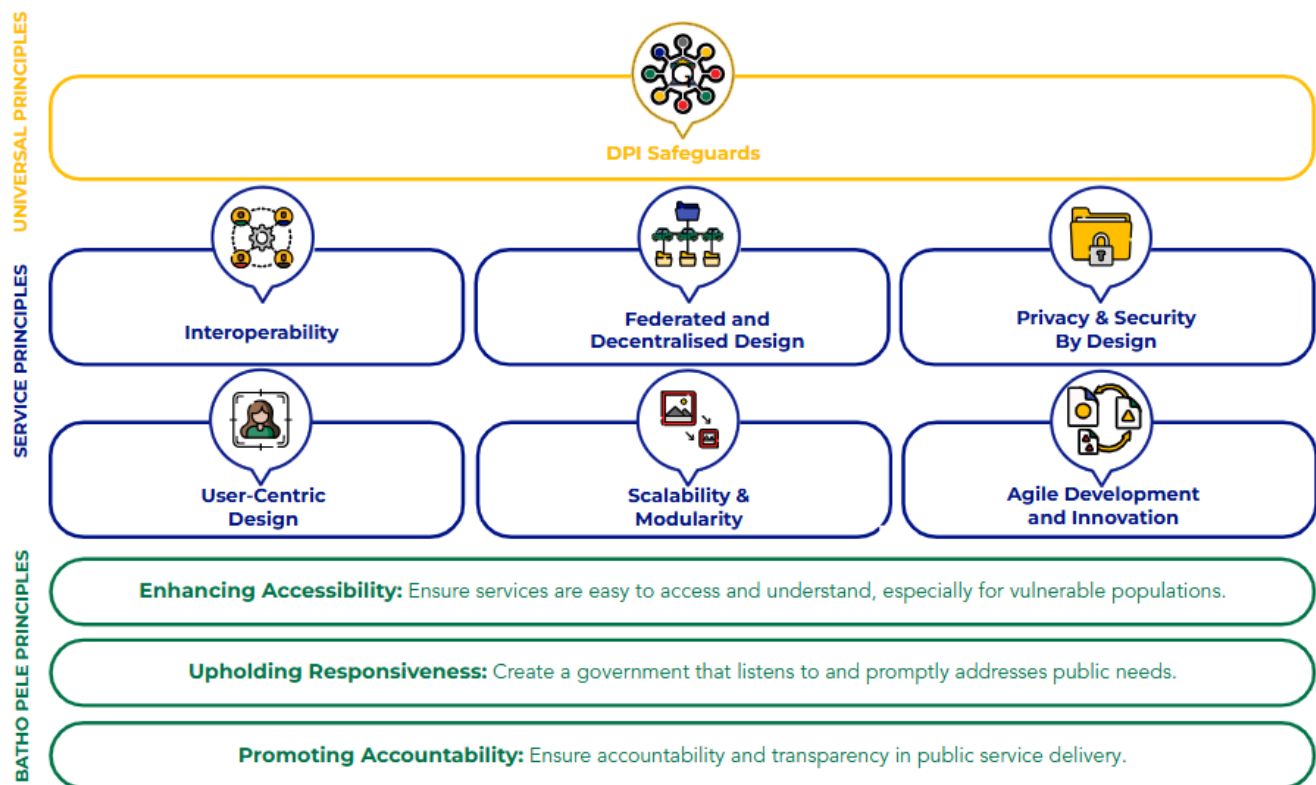 UNIVERSAL PRINCIPLES
DPI Safeguards
SERVICE PRINCIPLES
Interoperability
Federated and
Decentralised Design
Privacy & Security
By Design
User-Centric
Design
Scalability &
Modularity
Agile Development
and Innovation
BATHO PELE PRINCIPLES
Enhancing Accessibility: Ensure services are easy to access and understand, especially for vulnerable populations.
Upholding Responsiveness: Create a government that listens to and promptly addresses public needs.
Promoting Accountability: Ensure accountability and transparency in public service delivery.